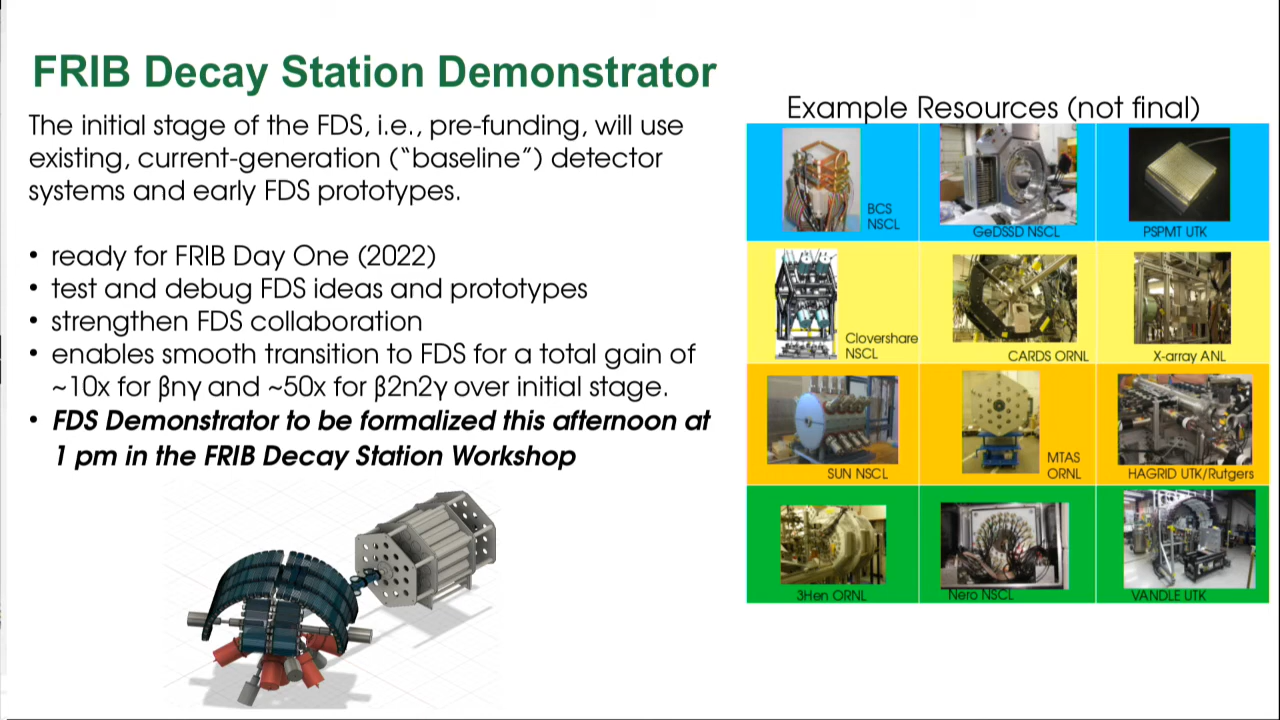 FRIB Decay Station Demonstrator
The initial stage of the FDS, i.e., pre-funding, will use
existing, current-generation (“baseline”) detector
systems and early FDS prototypes.
• ready for FRIB Day One (2022)
• test and debug FDS ideas and prototypes
• strengthen FDS collaboration
• enables smooth transition to FDS for a total gain of
~10x for βnγ and ~50x for β2n2γ over initial stage.
• FDS Demonstrator to be formalized this afternoon at
1 pm in the FRIB Decay Station Workshop
Example Resources (not final)
BCS
NSCL
GeDSSD NSCL
PSPMT UTK
Clovershare
NSCL
CARDS ORNL
X-array ANL
SUN NSCL
MTAS
ORNL
HAGRID UTK/Rutgers
3Hen ORNL
Nero NSCL
VANDLE UTK